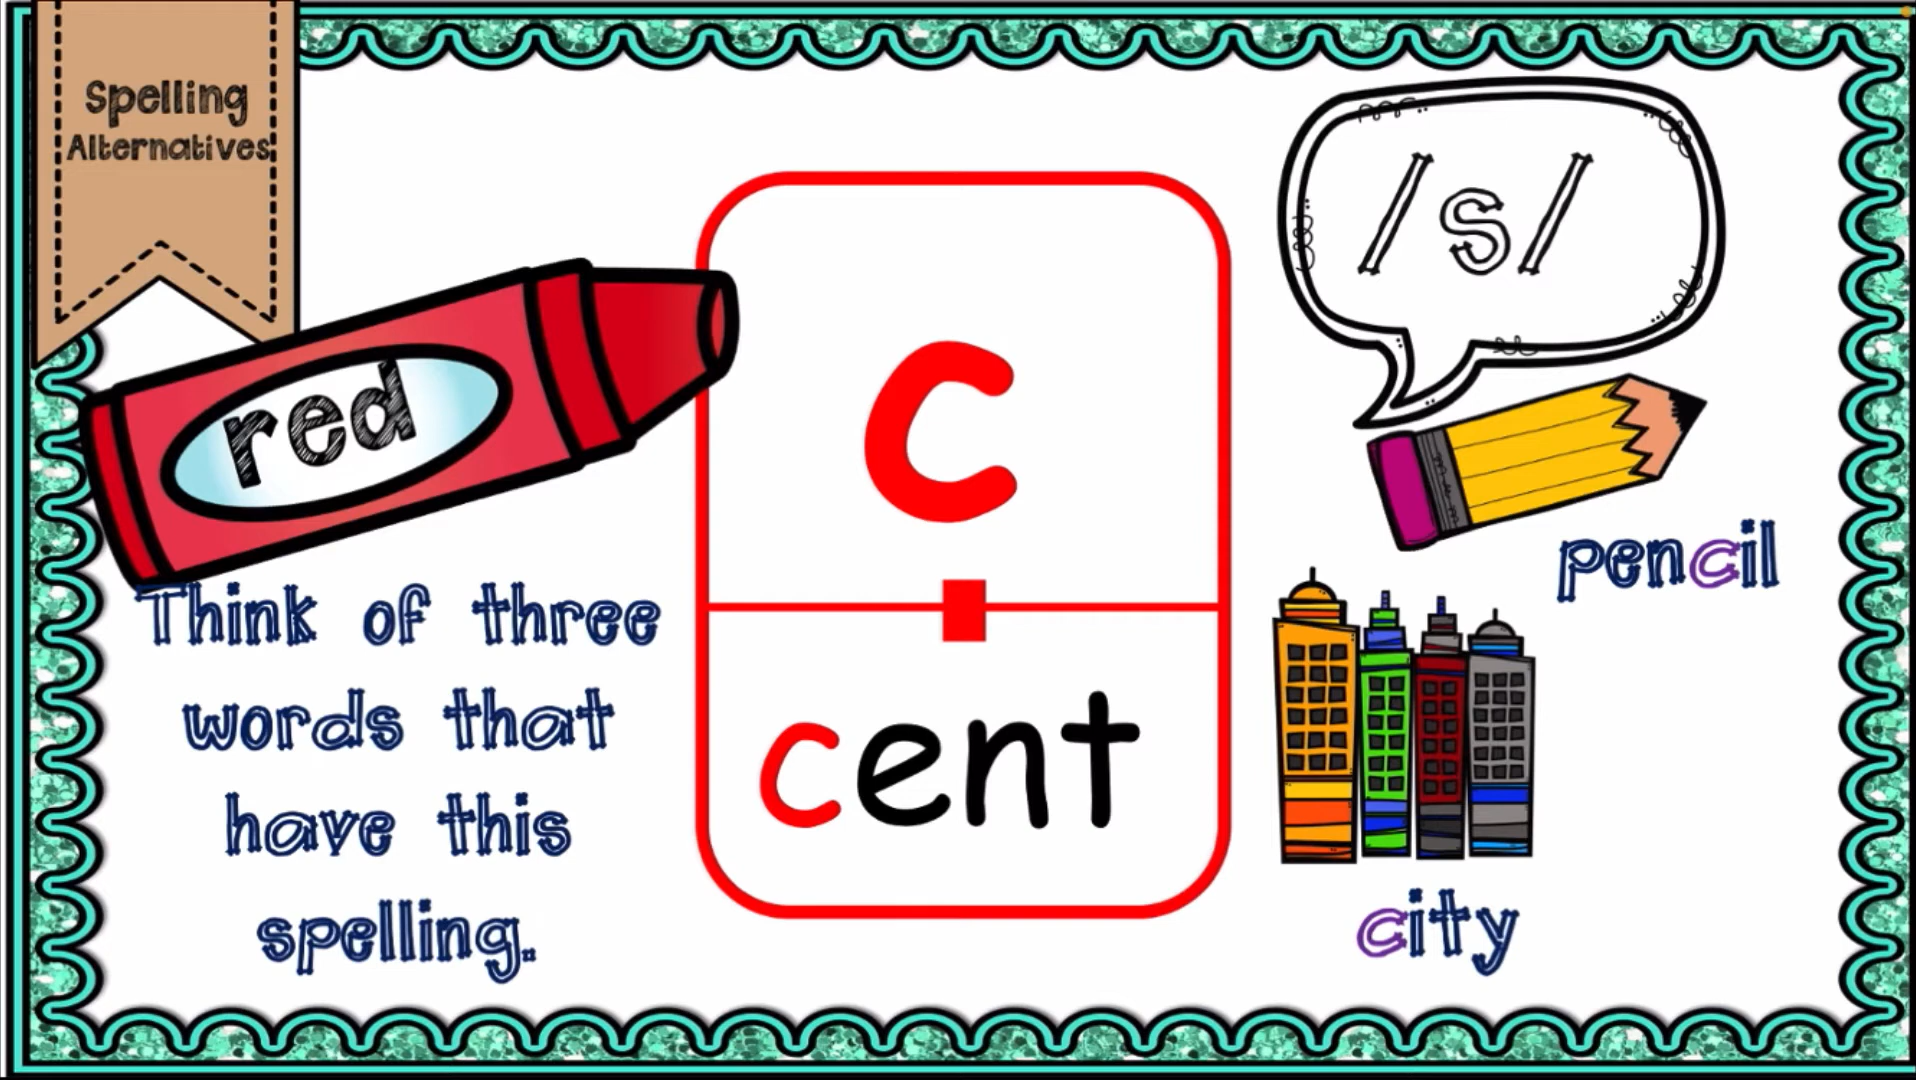 Spelling
Alternatives
red
Think of three
words that
have this
spelling.
c
cent
/s/
pencil
city